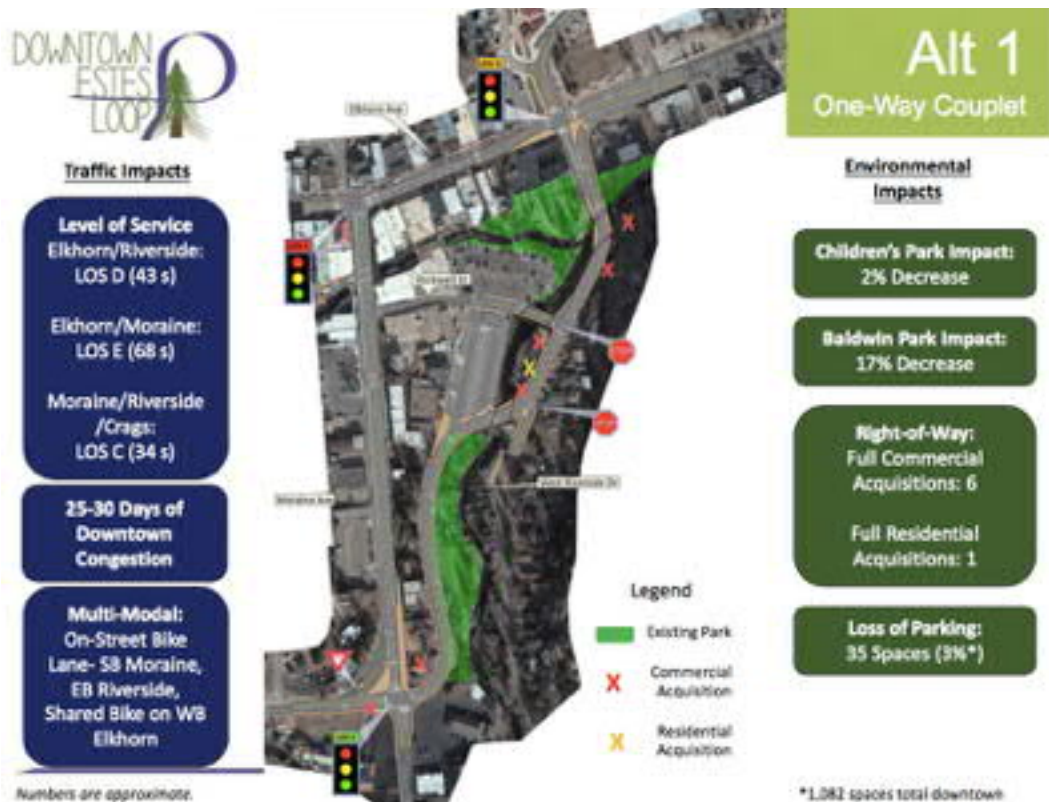 DOWNTOWN
ESTES
LOOP
Alt 1
One-Way Couplet
Traffic Impacts
Level of Service
Elkhorn/Riverside:
LOS D (43 s)
Elkhorn/Moraine:
LOS E (68 s)
Moraine/Riverside
/Crags:
LOS C (34 s)
25-30 Days of
Downtown
Congestion
Multi-Modal:
On-Street Bike
Lane- SB Moraine,
EB Riverside,
Shared Bike on WB
Elkhorn
Numbers are approximate.
Elkhorn Ave
Rockwell St
Moraine Ave
West Riverside Dr
Legend
Existing Park
X Commercial
Acquisition
X Residential
Acquisition
Environmental
Impacts
Children's Park Impact:
2% Decrease
Baldwin Park Impact:
17% Decrease
Right-of-Way:
Full Commercial
Acquisitions: 6
Full Residential
Acquisitions: 1
Loss of Parking:
35 Spaces (3%*)
*1,082 spaces total downtown